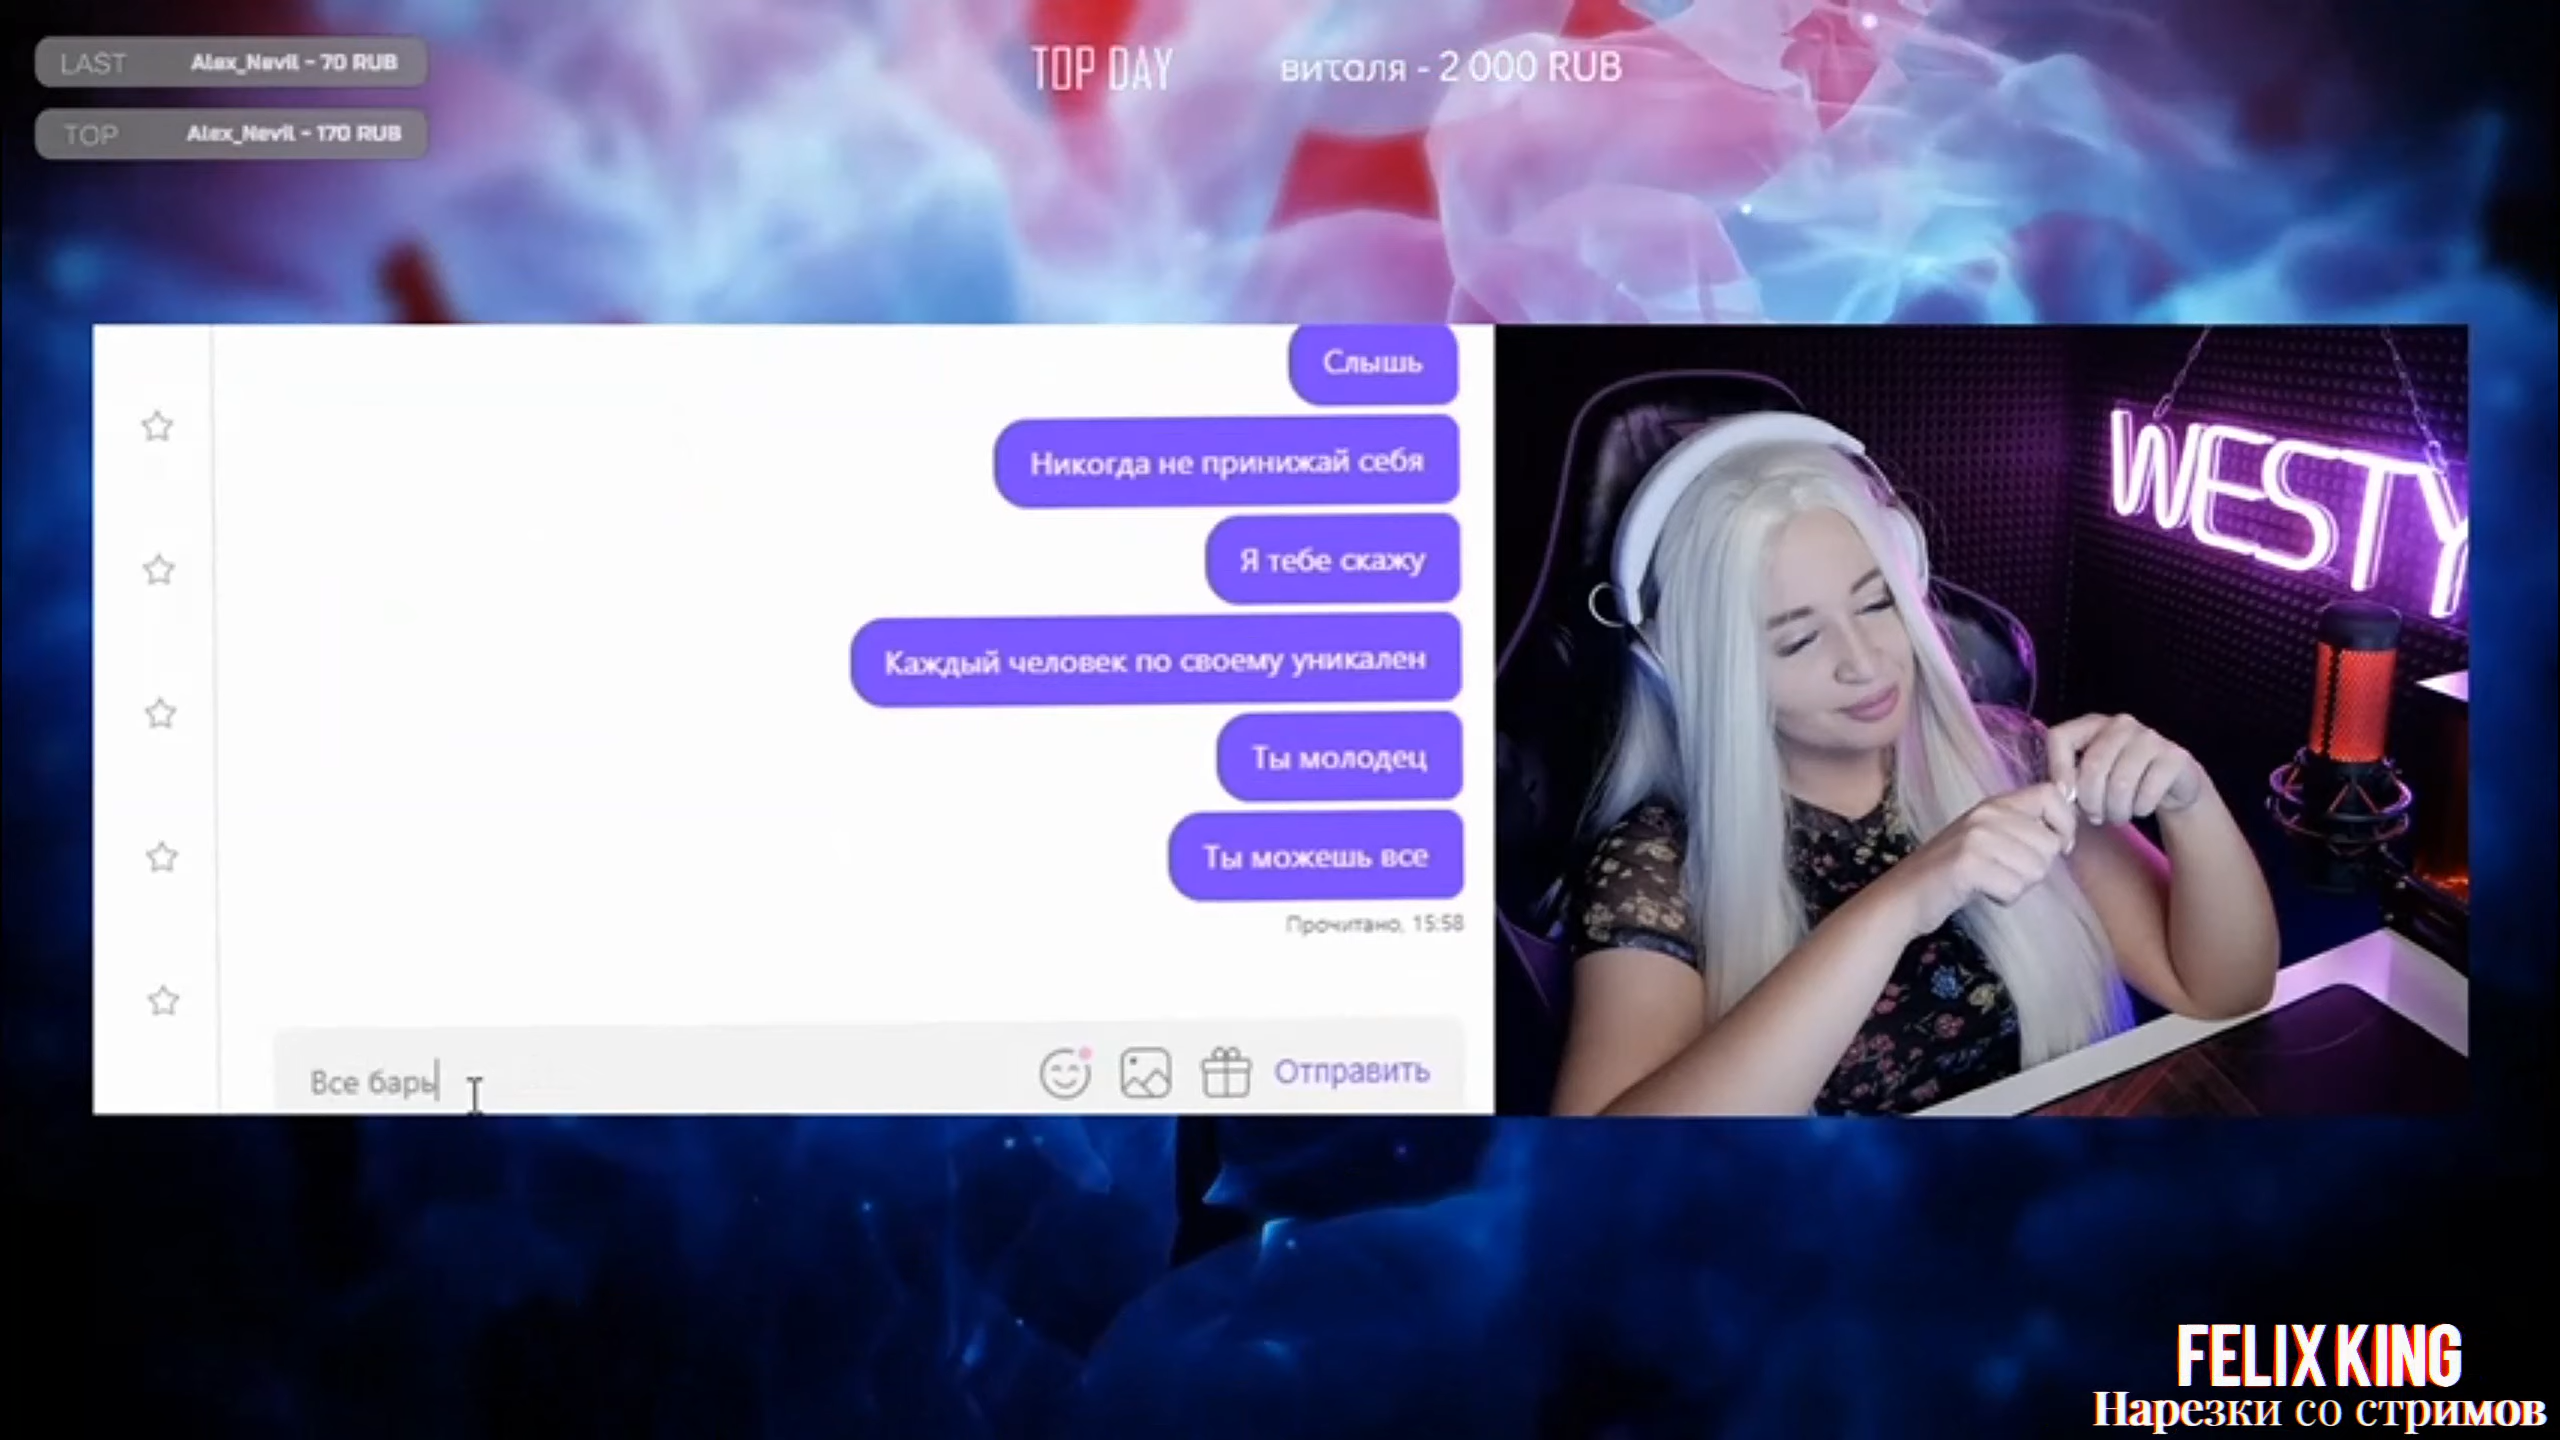 LAST Alex_Nevil - 70 RUB
TOP Alex_Nevil - 170 RUB
TOP DAY виталя - 2 000 RUB
Слышь
Никогда не принижай себя
Я тебе скажу
Каждый человек по своему уникален
Ты молодец
Ты можешь все
Прочитано, 15:58
Все бары
Отправить
WESTY
FELIX KING
Нарезки со стримов